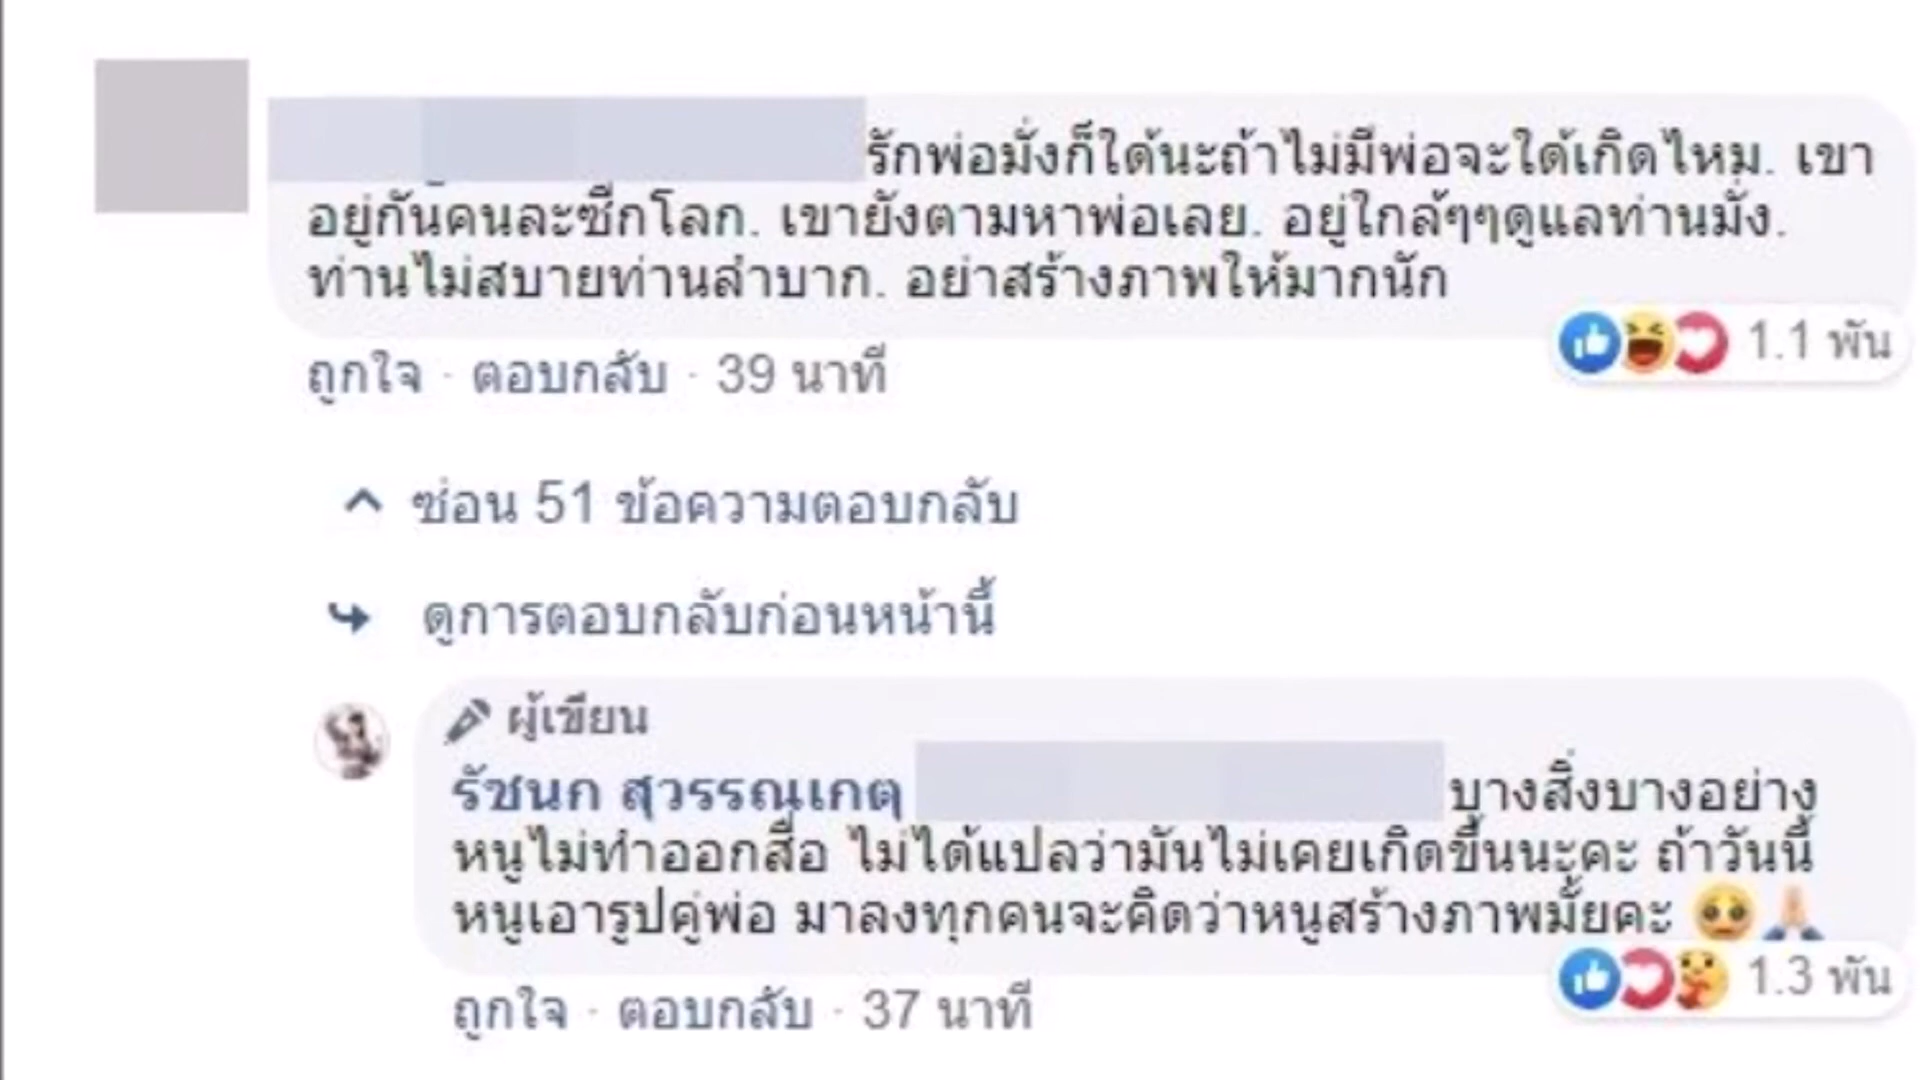 รักพ่อมั่งก็ได้นะถ้าไม่มีพ่อจะได้เกิดไหม. เขา
อยู่กันคนละซีกโลก. เขายังตามหาพ่อเลย. อยู่ใกล้ๆๆดูแลท่านมั่ง.
ท่านไม่สบายท่านลำบาก. อย่าสร้างภาพให้มากนัก
1.1 พัน
ถูกใจ · ตอบกลับ · 39 นาที
ซ่อน 51 ข้อความตอบกลับ
ดูการตอบกลับก่อนหน้านี้
ผู้เขียน
รัชนก สุวรรณเกตุ บางสิ่งบางอย่าง
หนูไม่ทำออกสื่อ ไม่ได้แปลว่ามันไม่เคยเกิดขึ้นนะคะ ถ้าวันนี้
หนูเอารูปคู่พ่อ มาลงทุกคนจะคิดว่าหนูสร้างภาพมั้ยคะ 🥺🙏🏻
1.3 พัน
ถูกใจ · ตอบกลับ · 37 นาที